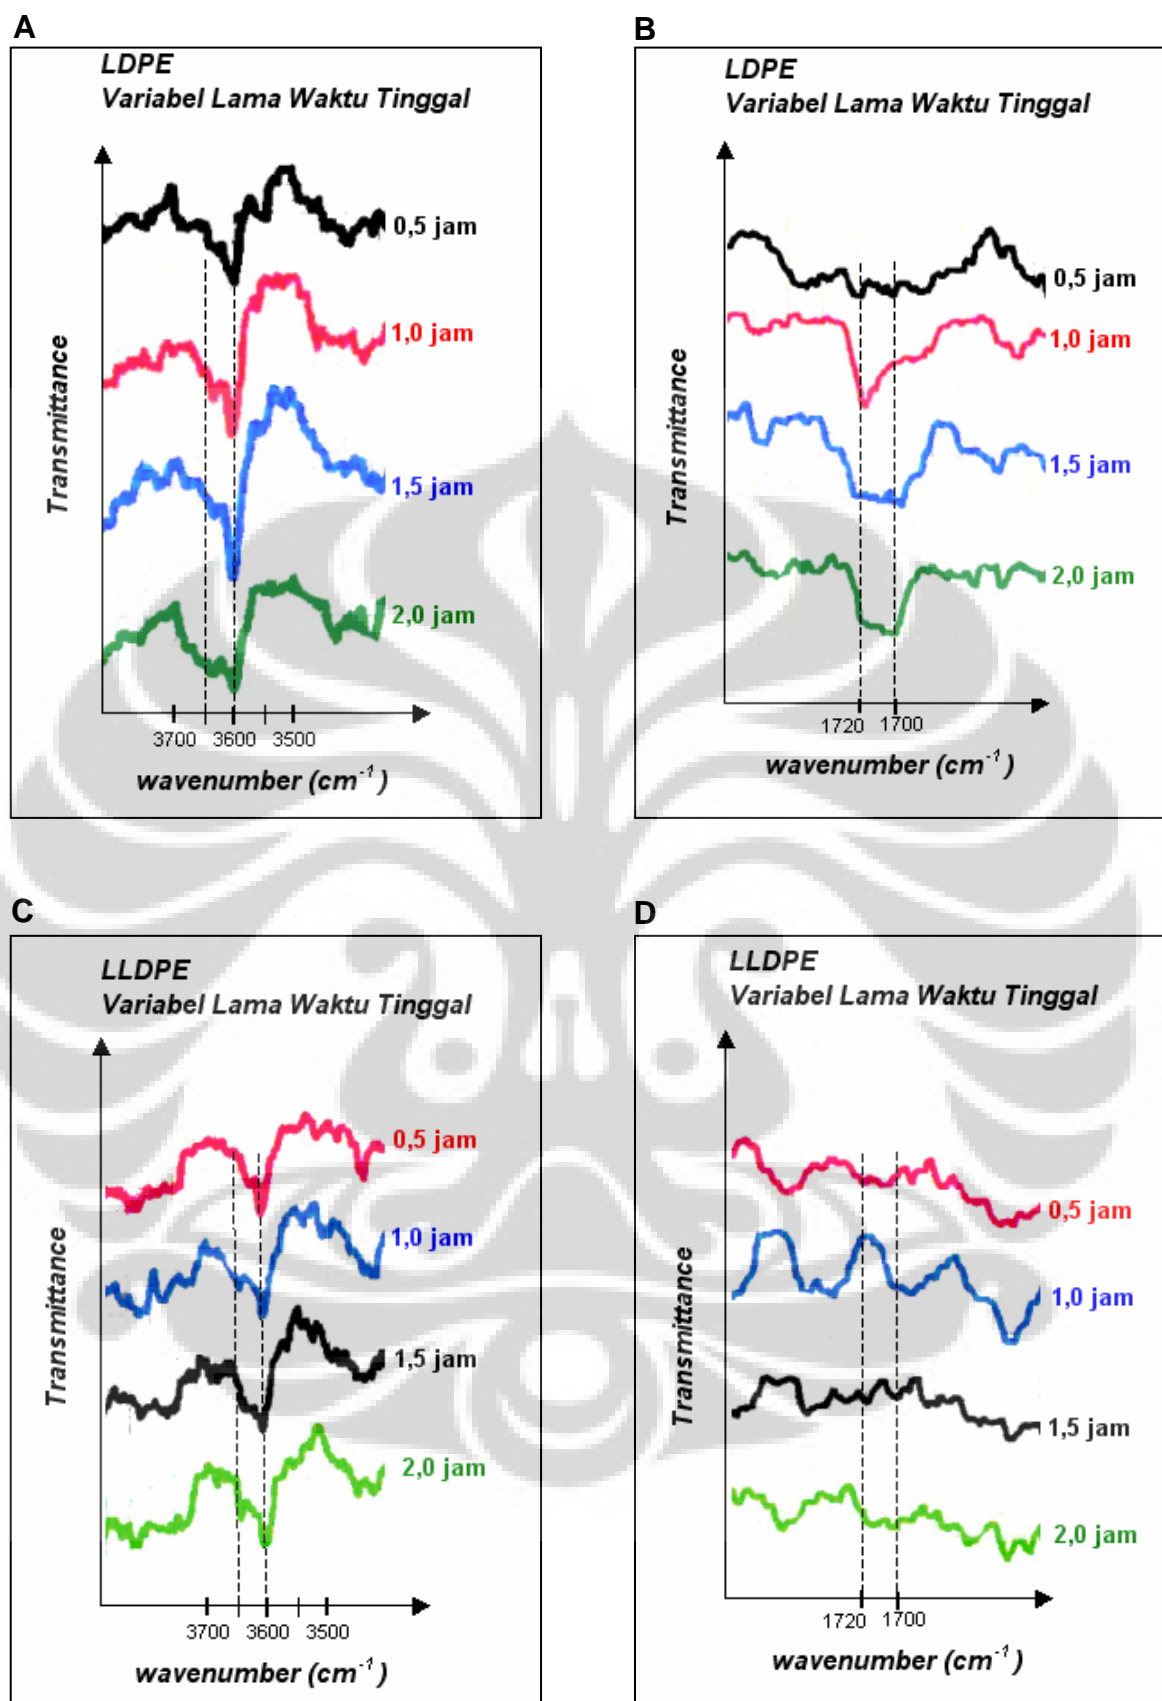 A
LDPE
Variabel Lama Waktu Tinggal
Transmittance
0,5 jam
1,0 jam
1,5 jam
2,0 jam
3700 3600 3500
wavenumber (cm⁻¹)
B
LDPE
Variabel Lama Waktu Tinggal
Transmittance
0,5 jam
1,0 jam
1,5 jam
2,0 jam
1720 1700
wavenumber (cm⁻¹)
C
LLDPE
Variabel Lama Waktu Tinggal
Transmittance
0,5 jam
1,0 jam
1,5 jam
2,0 jam
3700 3600 3500
wavenumber (cm⁻¹)
D
LLDPE
Variabel Lama Waktu Tinggal
Transmittance
0,5 jam
1,0 jam
1,5 jam
2,0 jam
1720 1700
wavenumber (cm⁻¹)